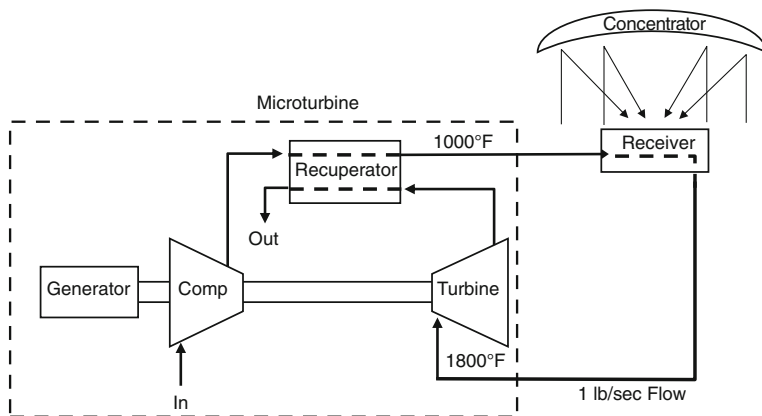 Concentrator
Microturbine
1000°F
Receiver
Recuperator
Out
Generator
Comp
Turbine
1800°F
In
1 lb/sec Flow